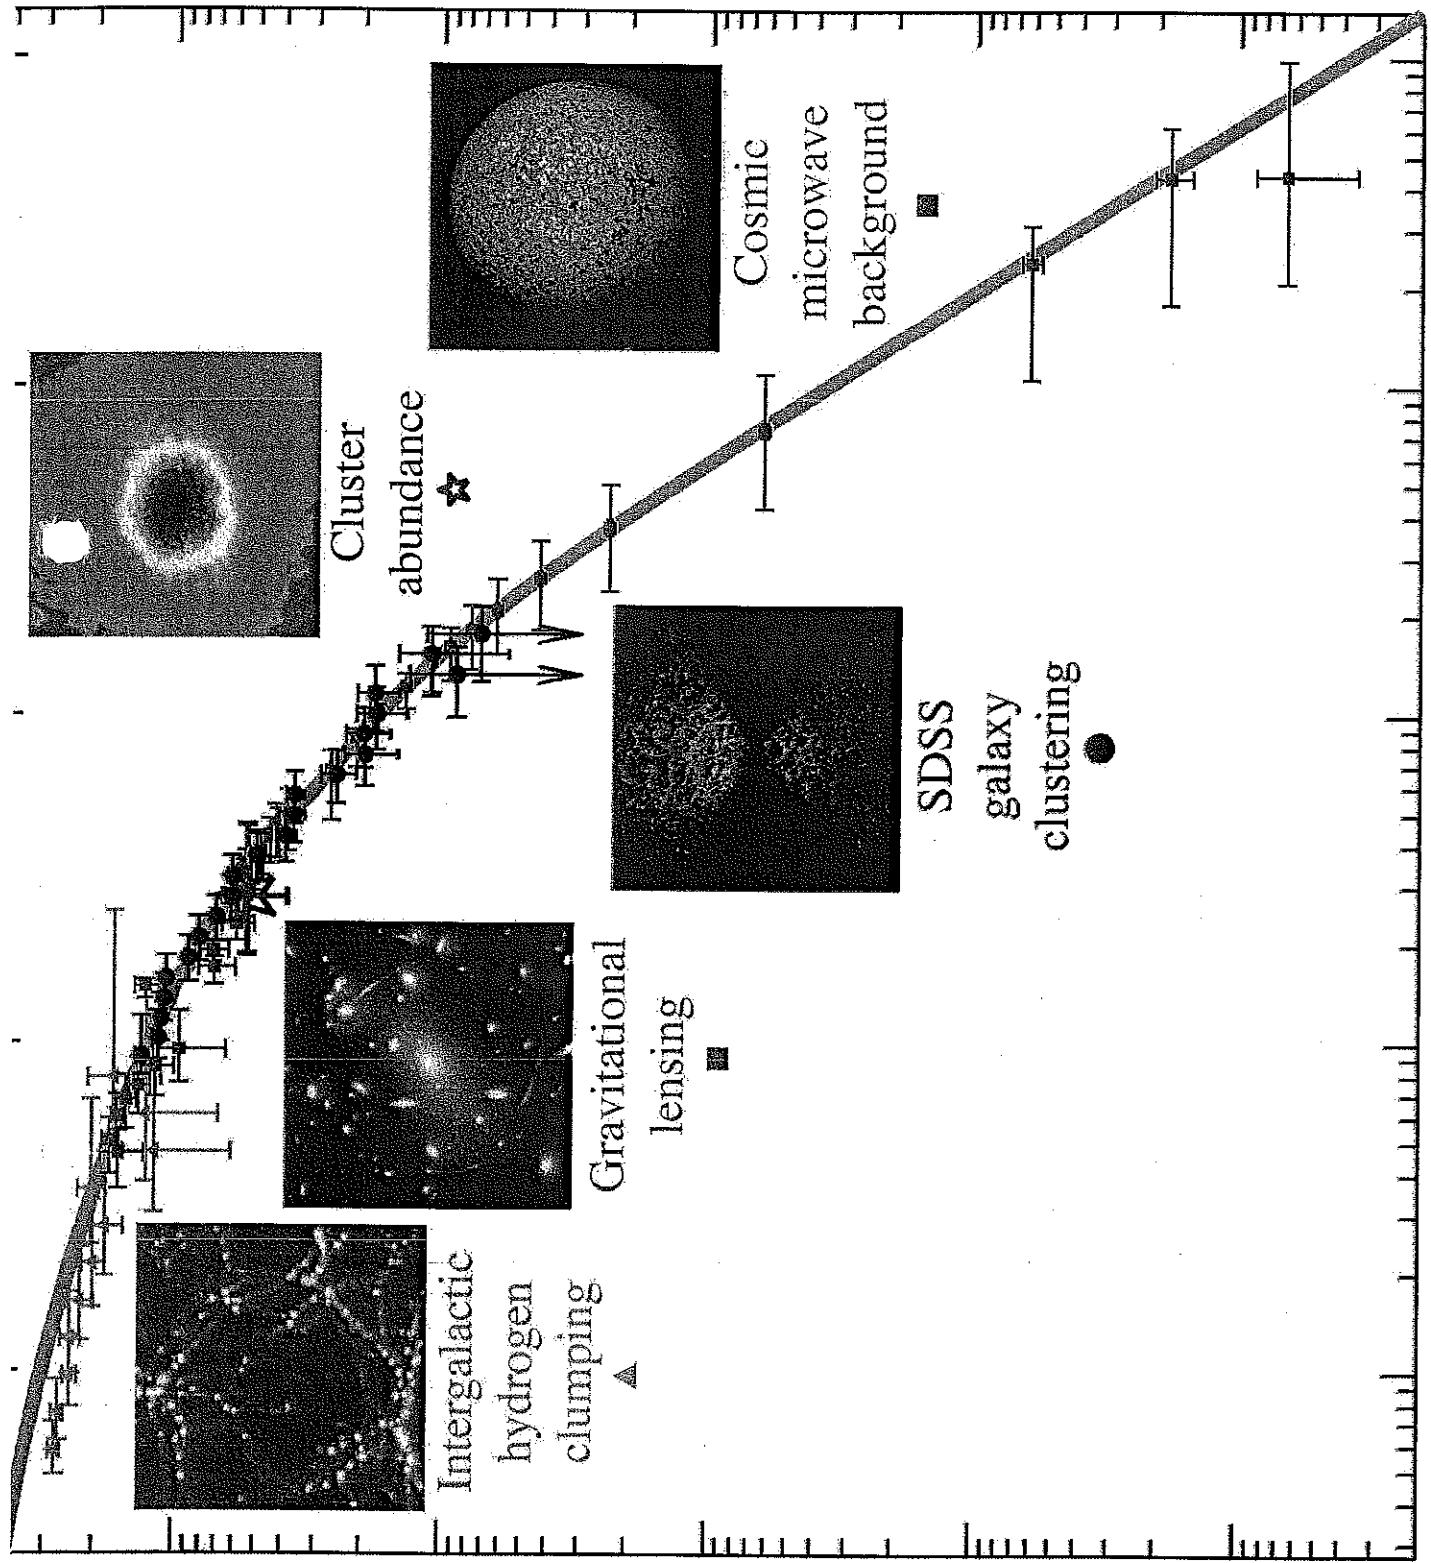 Intergalactic
hydrogen
clumping
Gravitational
lensing
SDSS
galaxy
clustering
Cluster
abundance
Cosmic
microwave
background